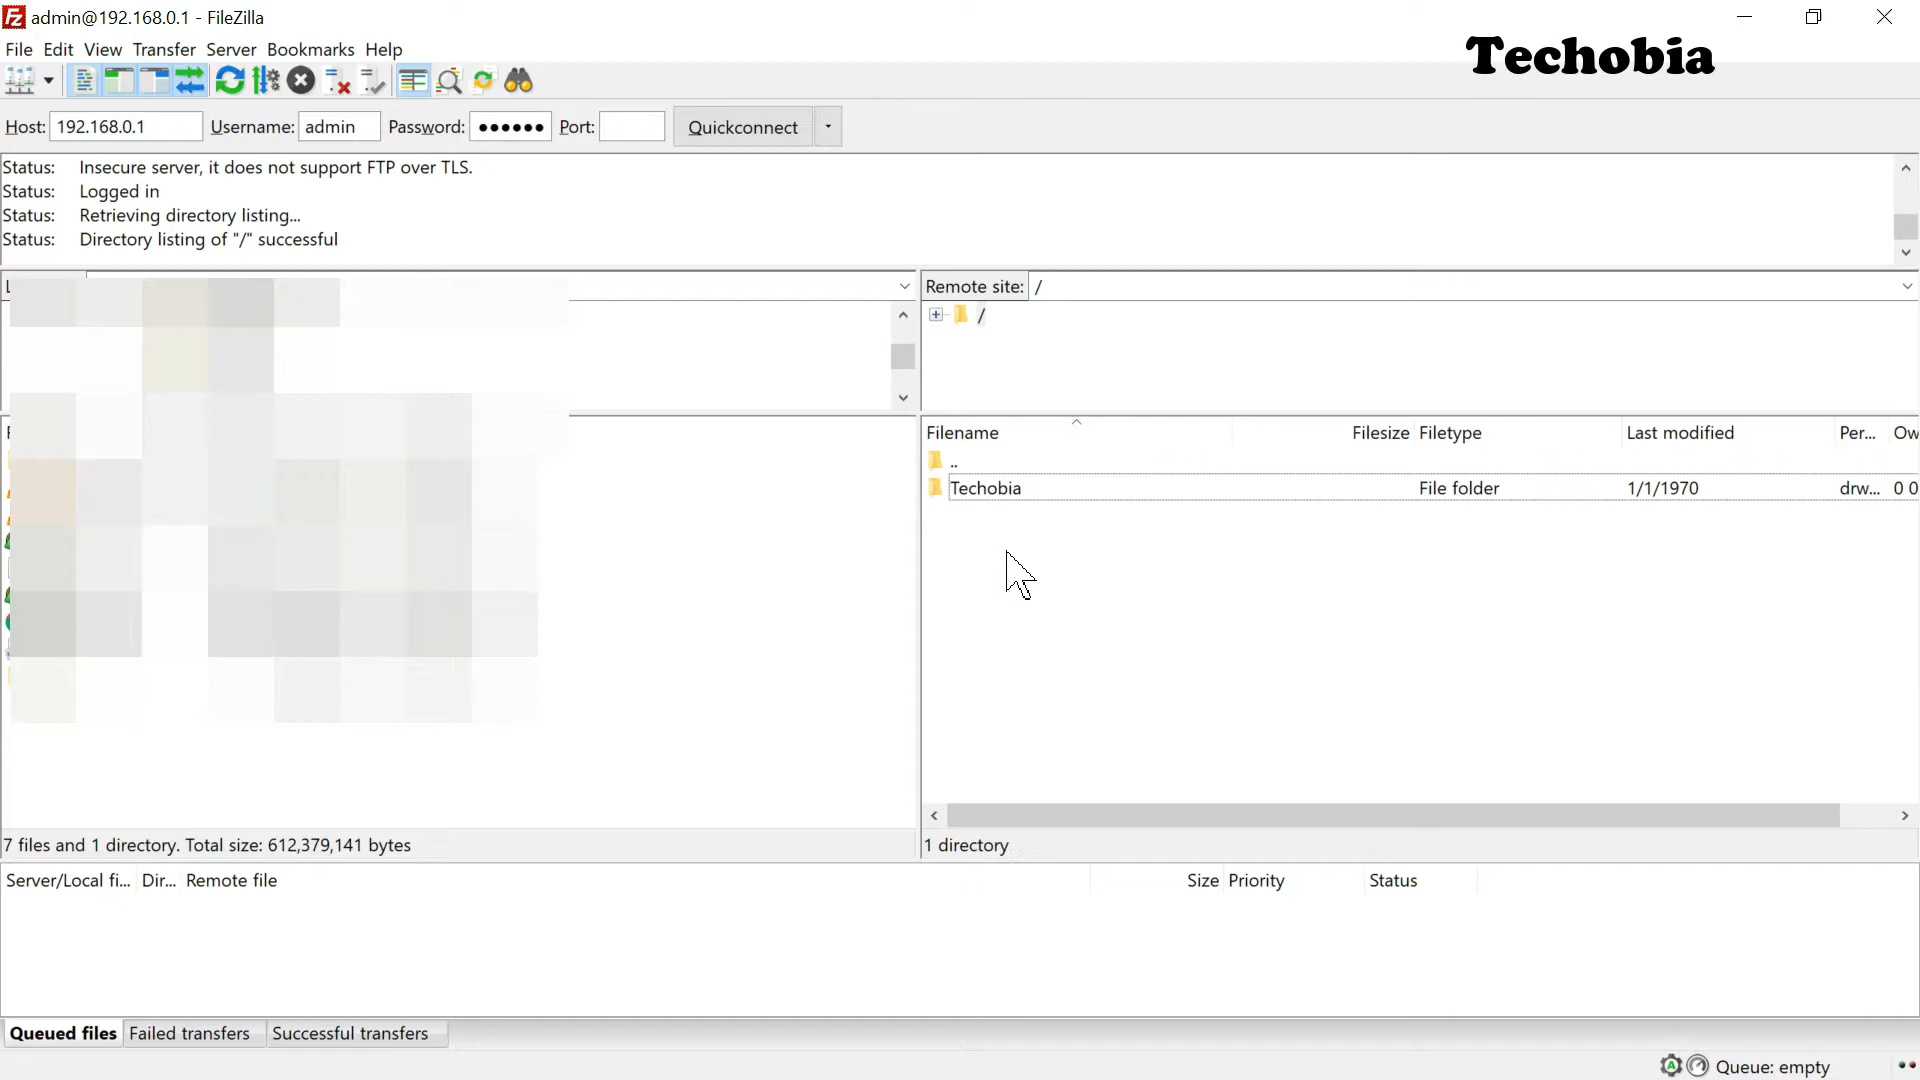 admin@192.168.0.1 - FileZilla
Techobia
File Edit View Transfer Server Bookmarks Help
Host: 192.168.0.1 Username: admin Password: ●●●●●● Port: Quickconnect
Status: Insecure server, it does not support FTP over TLS.
Status: Logged in
Status: Retrieving directory listing...
Status: Directory listing of "/" successful
Remote site: /
/
Filename Filesize Filetype Last modified Per... Ow
..
Techobia File folder 1/1/1970 drw... 0 0
7 files and 1 directory. Total size: 612,379,141 bytes
1 directory
Server/Local fi... Dir... Remote file Size Priority Status
Queued files Failed transfers Successful transfers
Queue: empty